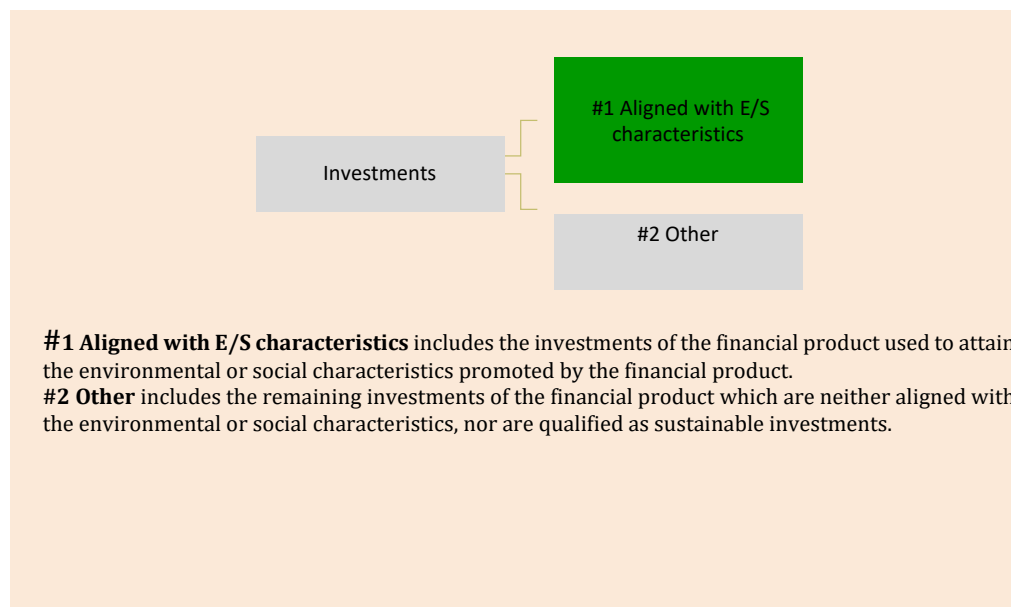 #1 Aligned with E/S
characteristics
Investments
#2 Other
#1 Aligned with E/S characteristics includes the investments of the financial product used to attain
the environmental or social characteristics promoted by the financial product.
#2 Other includes the remaining investments of the financial product which are neither aligned with
the environmental or social characteristics, nor are qualified as sustainable investments.